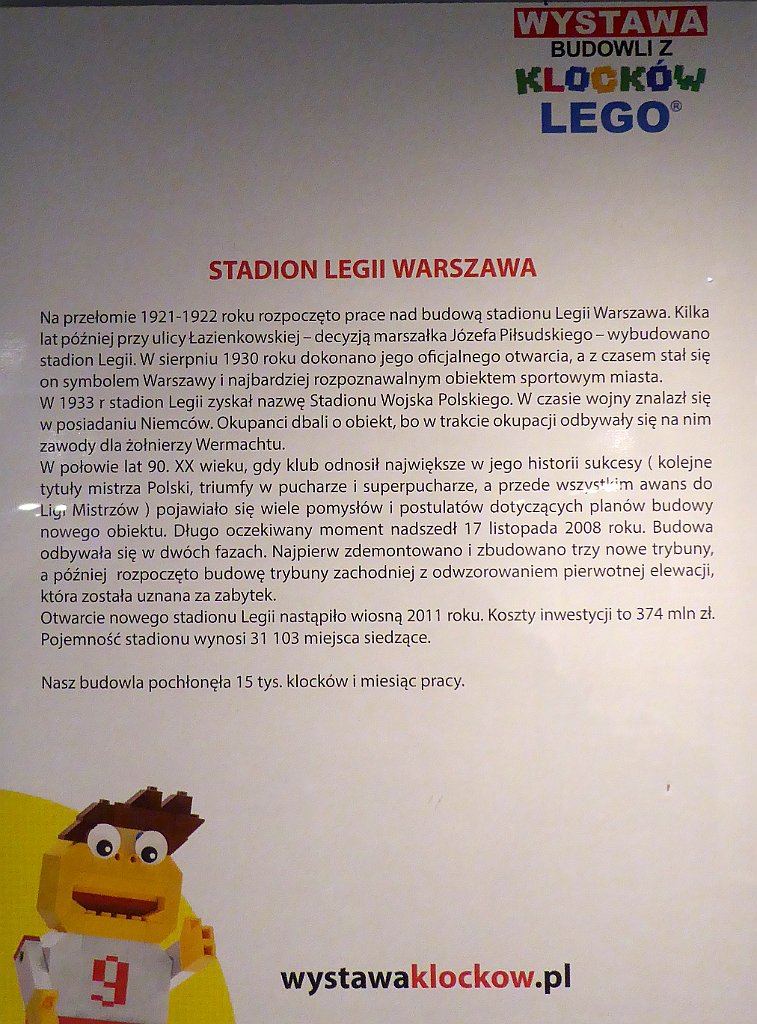 WYSTAWA
BUDOWLI Z
KLOCKÓW
LEGO®
STADION LEGII WARSZAWA
Na przełomie 1921-1922 roku rozpoczęto prace nad budową stadionu Legii Warszawa. Kilka
lat później przy ulicy Łazienkowskiej – decyzją marszałka Józefa Piłsudskiego – wybudowano
stadion Legii. W sierpniu 1930 roku dokonano jego oficjalnego otwarcia, a z czasem stał się
on symbolem Warszawy i najbardziej rozpoznawalnym obiektem sportowym miasta.
W 1933 r stadion Legii zyskał nazwę Stadionu Wojska Polskiego. W czasie wojny znalazł się
w posiadaniu Niemców. Okupanci dbali o obiekt, bo w trakcie okupacji odbywały się na nim
zawody dla żołnierzy Wermachtu.
W połowie lat 90. XX wieku, gdy klub odnosił największe w jego historii sukcesy ( kolejne
tytuły mistrza Polski, triumfy w pucharze i superpucharze, a przede wszystkim awans do
Ligi Mistrzów ) pojawiało się wiele pomysłów i postulatów dotyczących planów budowy
nowego obiektu. Długo oczekiwany moment nadszedł 17 listopada 2008 roku. Budowa
odbywała się w dwóch fazach. Najpierw zdemontowano i zbudowano trzy nowe trybuny,
a później rozpoczęto budowę trybuny zachodniej z odwzorowaniem pierwotnej elewacji,
która została uznana za zabytek.
Otwarcie nowego stadionu Legii nastąpiło wiosną 2011 roku. Koszty inwestycji to 374 mln zł.
Pojemność stadionu wynosi 31 103 miejsca siedzące.
Nasz budowla pochłonęła 15 tys. klocków i miesiąc pracy.
9
wystawaklockow.pl